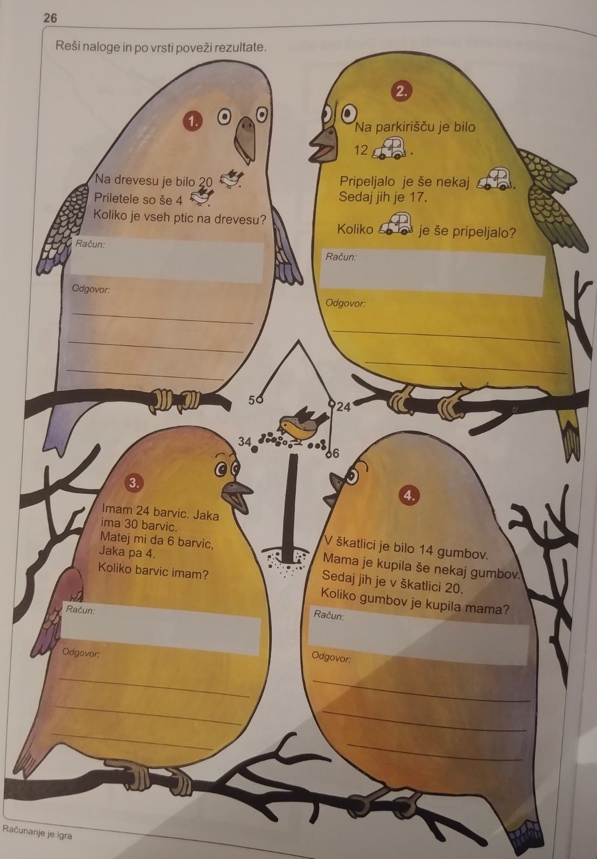 26
Reši naloge in po vrsti poveži rezultate.
1.
Na drevesu je bilo 20
Priletele so še 4
Koliko je vseh ptic na drevesu?
Račun:
Odgovor:
2.
Na parkirišču je bilo
12 .
Pripeljalo je še nekaj .
Sedaj jih je 17.
Koliko je še pripeljalo?
Račun:
Odgovor:
5
24
34
6
3.
Imam 24 barvic. Jaka
ima 30 barvic.
Matej mi da 6 barvic,
Jaka pa 4.
Koliko barvic imam?
Račun:
Odgovor:
4.
V škatlici je bilo 14 gumbov.
Mama je kupila še nekaj gumbov.
Sedaj jih je v škatlici 20.
Koliko gumbov je kupila mama?
Račun:
Odgovor:
Računanje je igra